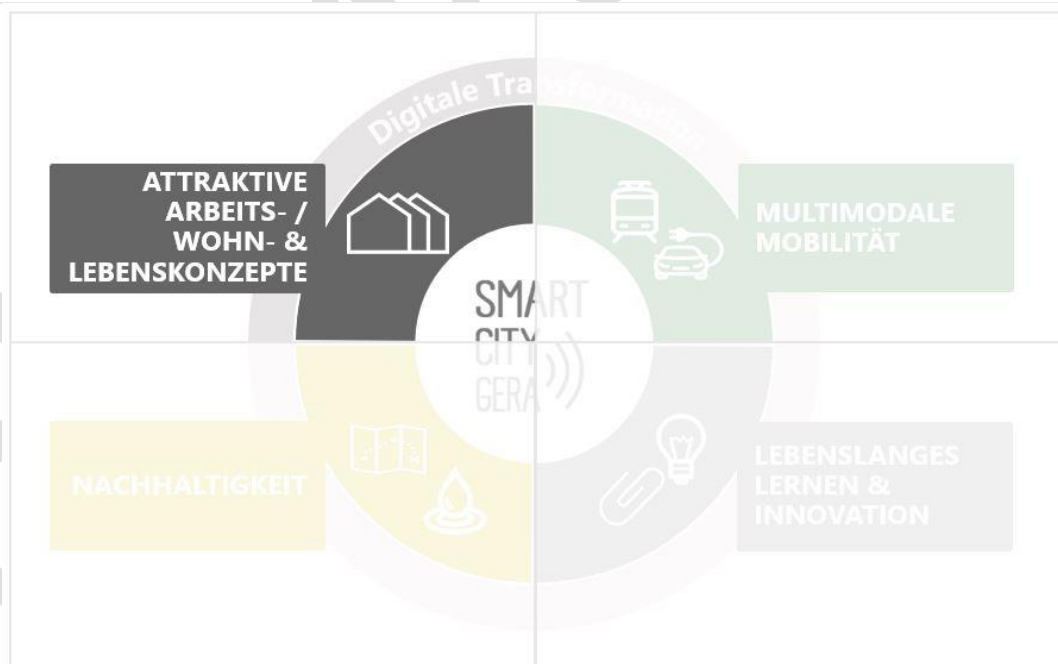 Digitale Transformation
ATTRAKTIVE
ARBEITS- /
WOHN- &
LEBENSKONZEPTE
MULTIMODALE
MOBILITÄT
SMART
CITY
GERA
NACHHALTIGKEIT
LEBENSLANGES
LERNEN &
INNOVATION